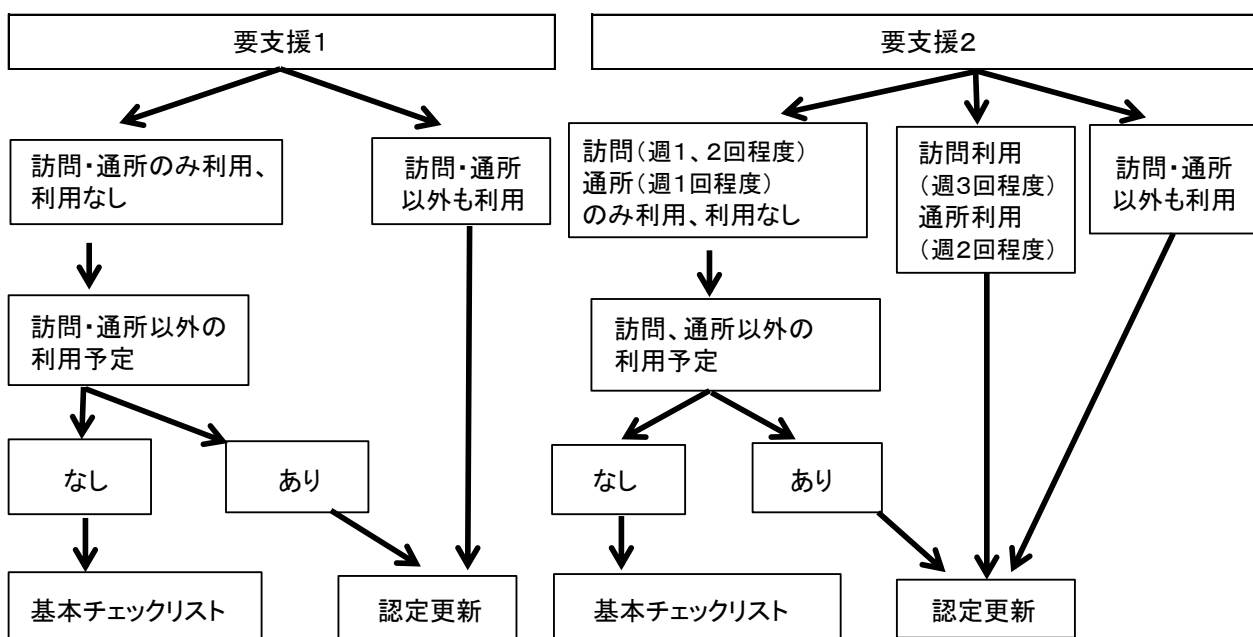 要支援1
訪問・通所のみ利用、
利用なし
訪問・通所
以外も利用
訪問・通所以外の
利用予定
なし
あり
基本チェックリスト
認定更新
要支援2
訪問(週1、2回程度)
通所(週1回程度)
のみ利用、利用なし
訪問利用
(週3回程度)
通所利用
(週2回程度)
訪問・通所
以外も利用
訪問、通所以外の
利用予定
なし
あり
基本チェックリスト
認定更新